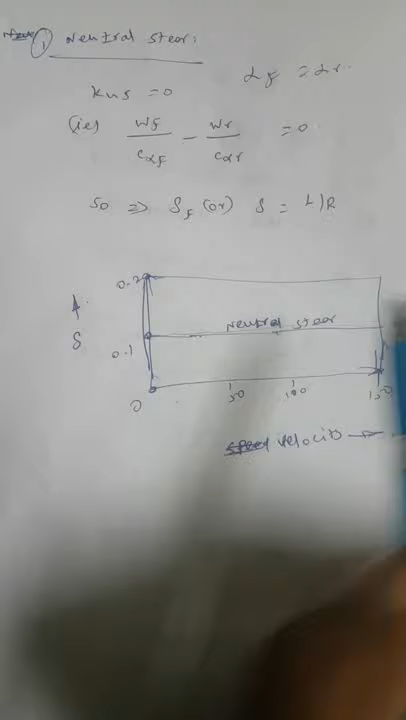 ① Neutral steer:
αf = αr.
Kus = 0
(ie) Wf/Cαf - Wr/Cαr = 0
so ⇒ δf (or) δ = L/R
0.2
δ
Neutral steer
0.1
0 50 100 150
velocity →